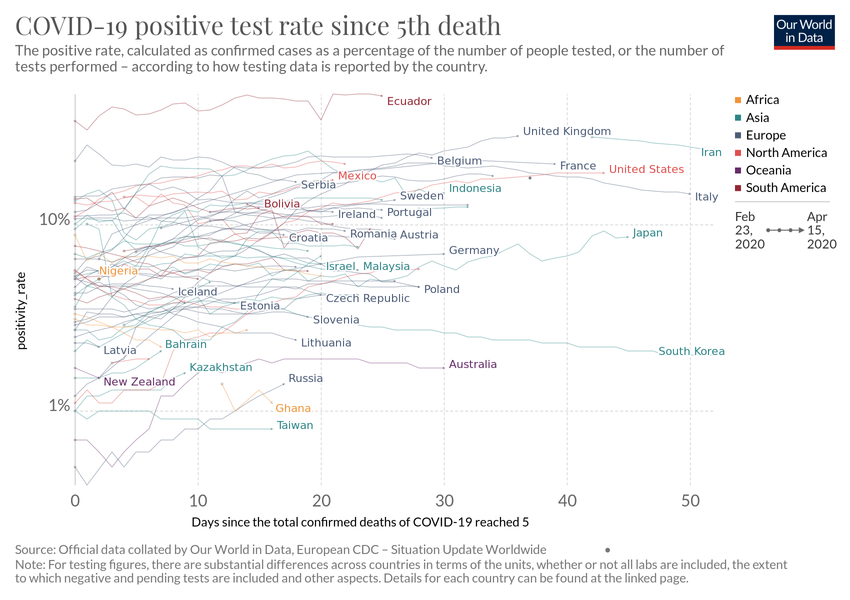 COVID-19 positive test rate since 5th death
The positive rate, calculated as confirmed cases as a percentage of the number of people tested, or the number of
tests performed – according to how testing data is reported by the country.
Our World
in Data
Africa
Asia
Europe
North America
Oceania
South America
Feb
23,
2020
Apr
15,
2020
Ecuador
United Kingdom
Iran
Belgium
France
United States
Mexico
Serbia
Indonesia
Italy
Sweden
Bolivia
Ireland
Portugal
10%
Croatia
Romania
Austria
Japan
Germany
Nigeria
Israel, Malaysia
positivity_rate
Iceland
Poland
Czech Republic
Estonia
Slovenia
Lithuania
Latvia
Bahrain
South Korea
Kazakhstan
Australia
New Zealand
Russia
1%
Ghana
Taiwan
0
10
20
30
40
50
Days since the total confirmed deaths of COVID-19 reached 5
Source: Official data collated by Our World in Data, European CDC – Situation Update Worldwide
Note: For testing figures, there are substantial differences across countries in terms of the units, whether or not all labs are included, the extent
to which negative and pending tests are included and other aspects. Details for each country can be found at the linked page.